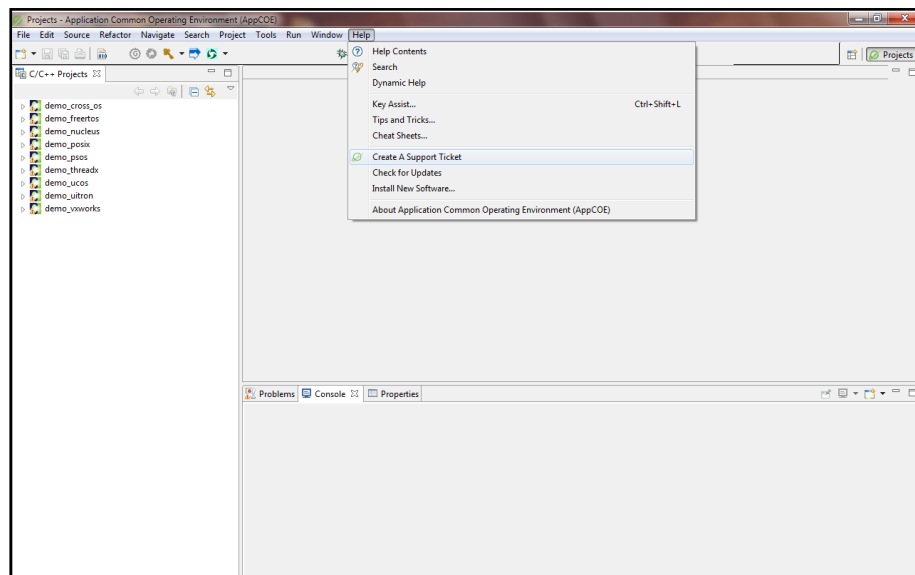 Projects - Application Common Operating Environment (AppCOE)
File Edit Source Refactor Navigate Search Project Tools Run Window Help
Projects
C/C++ Projects
demo_cross_os
demo_freertos
demo_nucleus
demo_posix
demo_psos
demo_threadx
demo_ucos
demo_uitron
demo_vxworks
Help Contents
Search
Dynamic Help
Key Assist... Ctrl+Shift+L
Tips and Tricks...
Cheat Sheets...
Create A Support Ticket
Check for Updates
Install New Software...
About Application Common Operating Environment (AppCOE)
Problems Console Properties